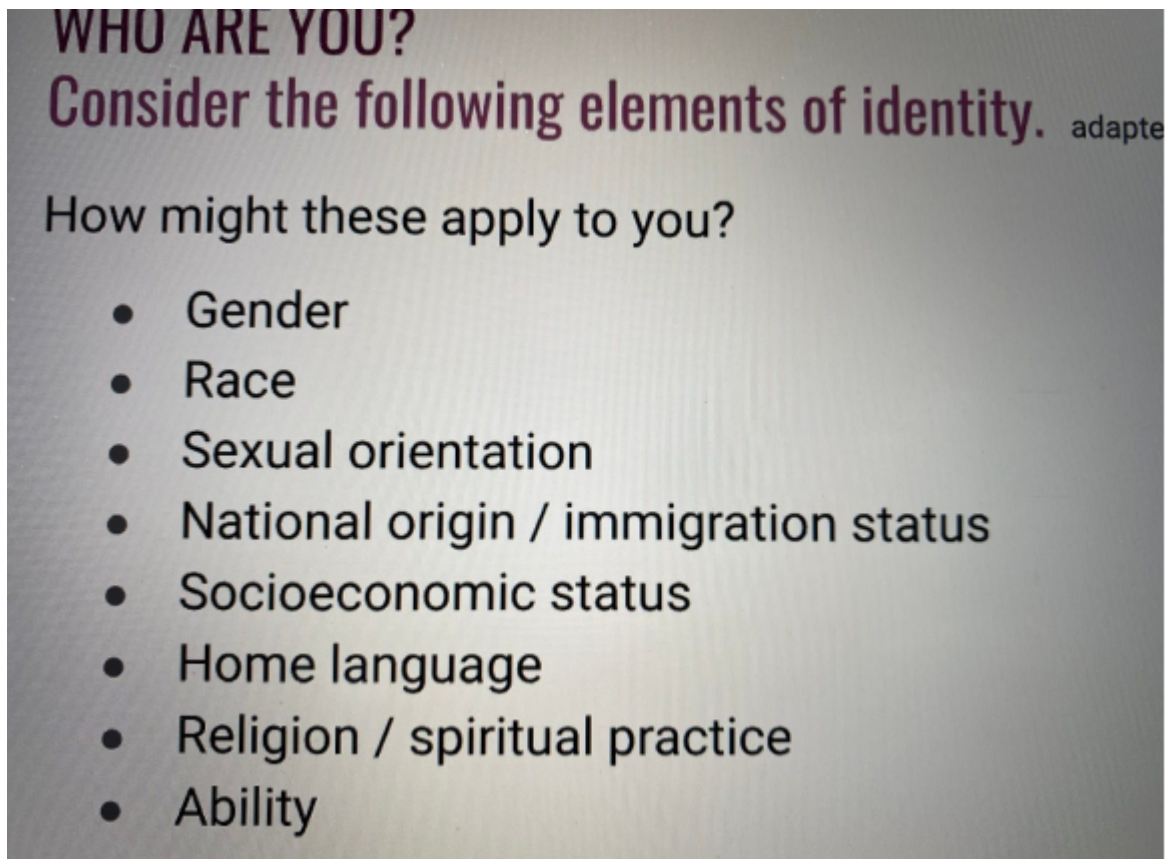 WHO ARE YOU?
Consider the following elements of identity. adapte
How might these apply to you?
• Gender
• Race
• Sexual orientation
• National origin / immigration status
• Socioeconomic status
• Home language
• Religion / spiritual practice
• Ability